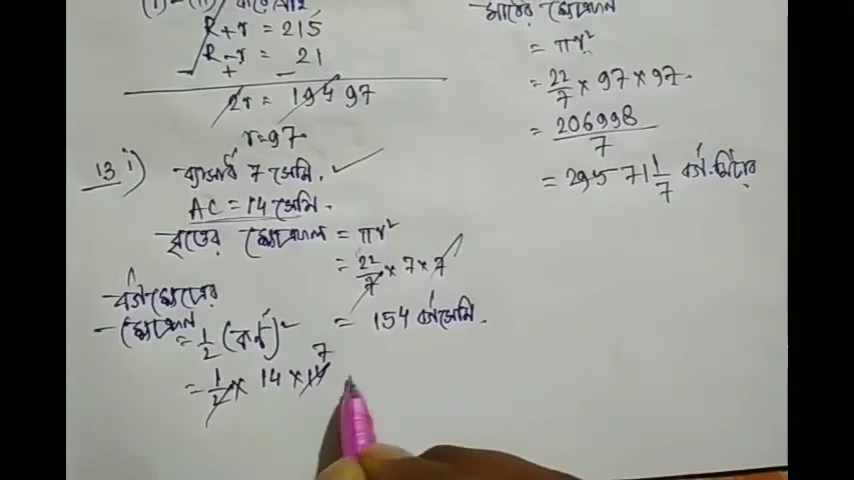 (i) - (ii)
R+r = 215
R-r = 21
- + -
2r = 194 97
r=97
13 i) ব্যাসার্ধ 7 সেমি.
AC = 14 সেমি.
বৃত্তের ক্ষেত্রফল = πr²
= 22/7 × 7 × 7
= 154 বর্গসেমি.
বর্গক্ষেত্রের
ক্ষেত্রফল
= 1/2 (কর্ণ)²
= 1/2 × 14 × 14 7
মাঠের ক্ষেত্রফল
= πr²
= 22/7 × 97 × 97
= 206998/7
= 29571 1/7 বর্গ মিটার